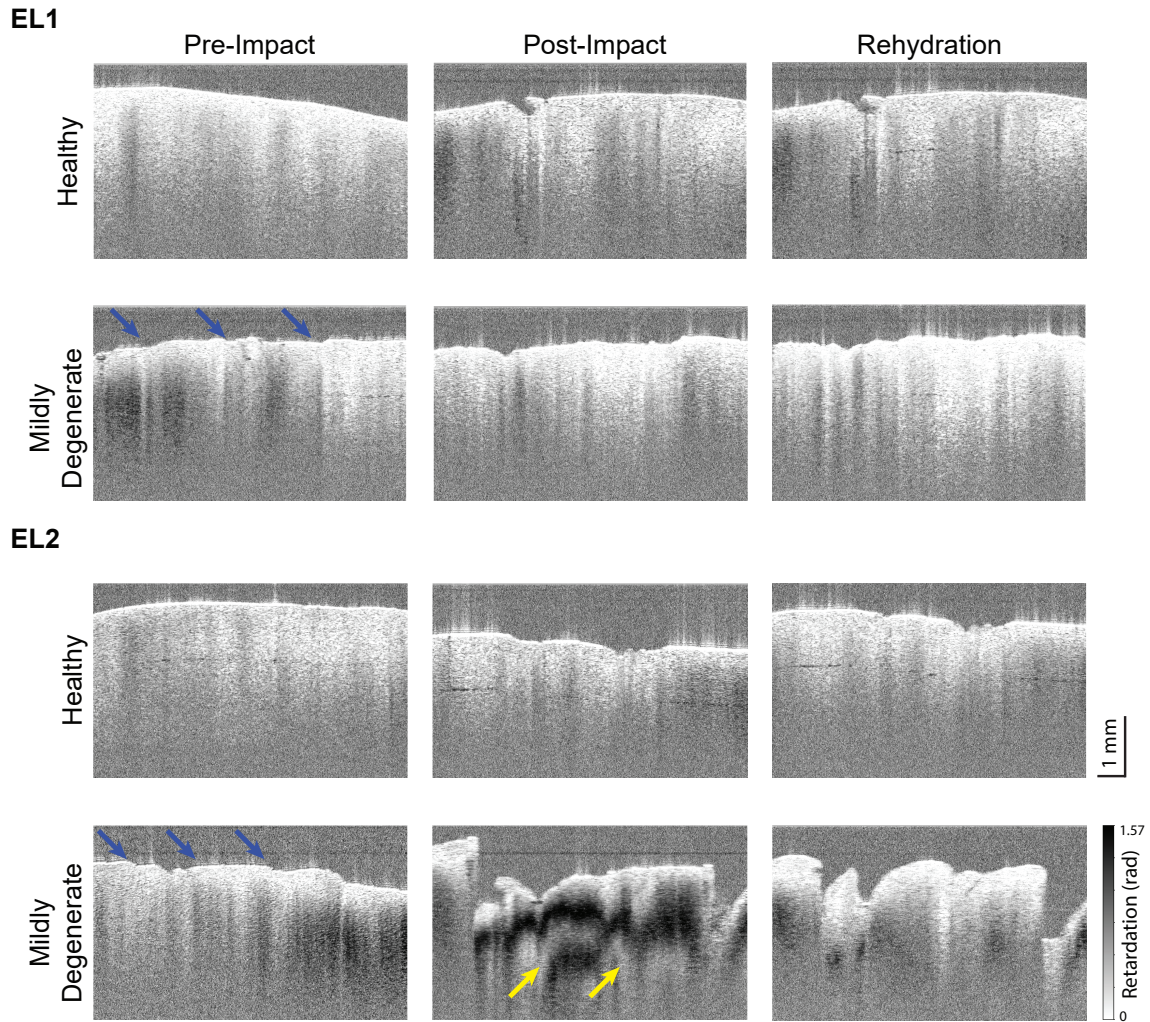 EL1
Pre-Impact
Post-Impact
Rehydration
Healthy
Mildly
Degenerate
EL2
Healthy
1 mm
Mildly
Degenerate
1.57
Retardation (rad)
0